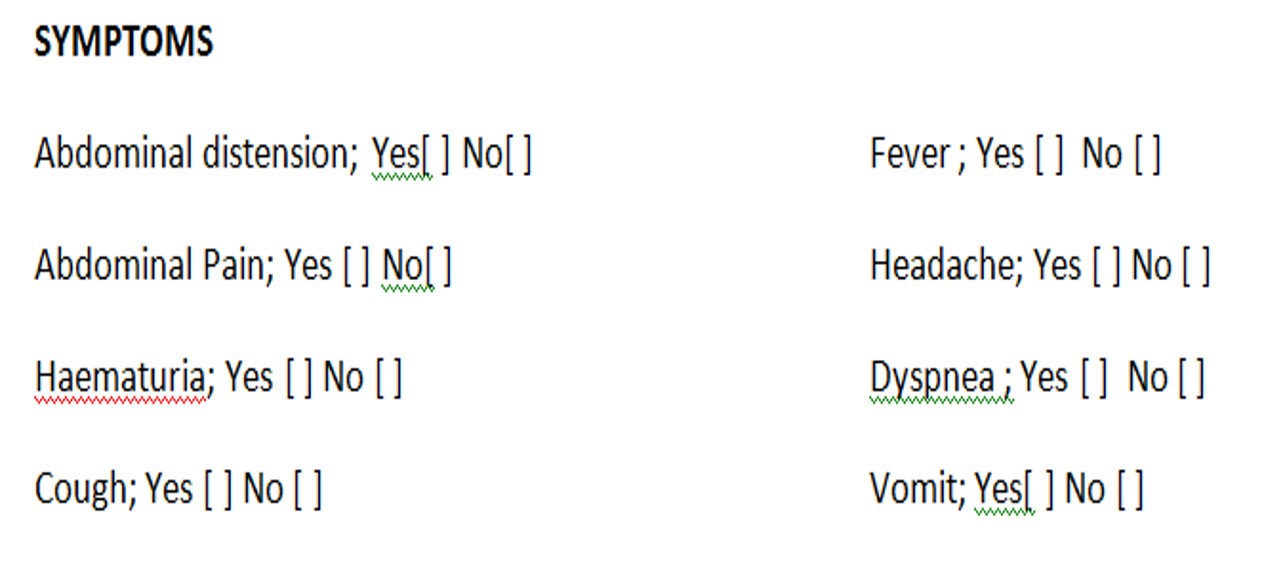 SYMPTOMS
Abdominal distension; Yes[ ] No[ ] Fever ; Yes [ ] No [ ]
Abdominal Pain; Yes [ ] No[ ] Headache; Yes [ ] No [ ]
Haematuria; Yes [ ] No [ ] Dyspnea ; Yes [ ] No [ ]
Cough; Yes [ ] No [ ] Vomit; Yes[ ] No [ ]